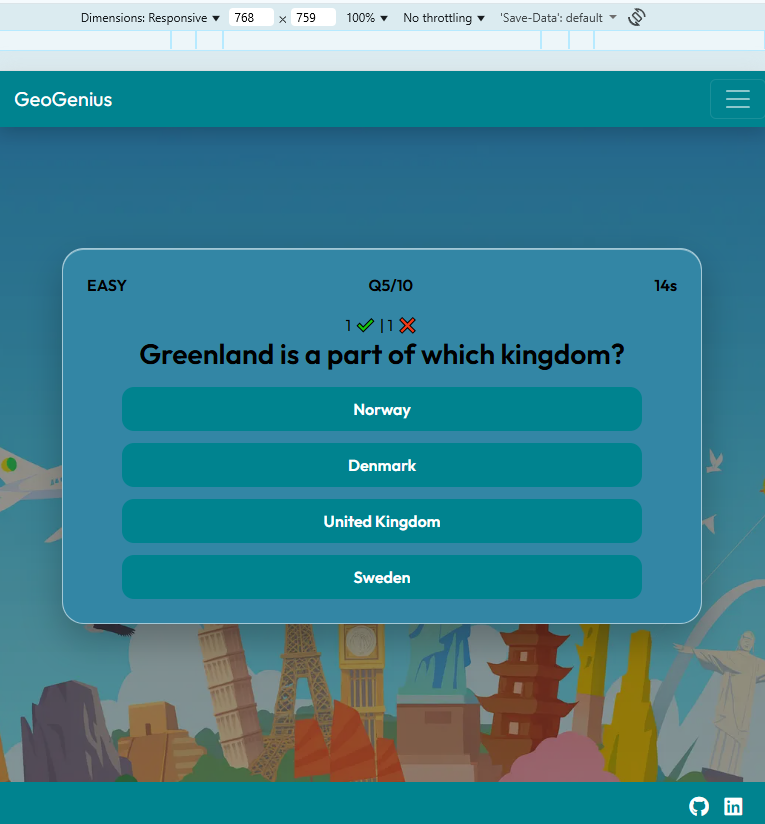 Dimensions: Responsive ▼ 768 × 759 100% ▼ No throttling ▼ 'Save-Data': default ▼
GeoGenius
EASY Q5/10 14s
1 ✔ | 1 ❌
Greenland is a part of which kingdom?
Norway
Denmark
United Kingdom
Sweden
in